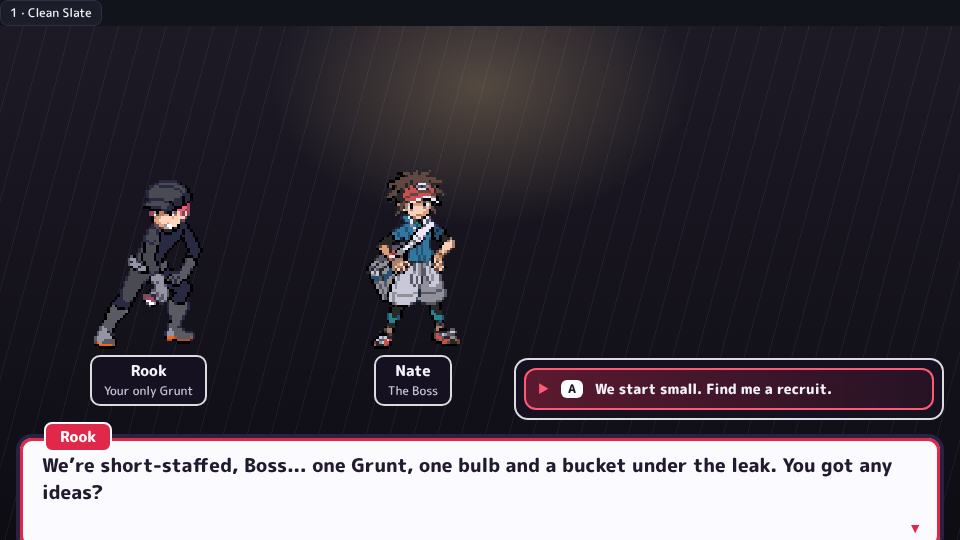 1 · Clean Slate
Rook
Your only Grunt
Nate
The Boss
A We start small. Find me a recruit.
Rook
We’re short-staffed, Boss... one Grunt, one bulb and a bucket under the leak. You got any
ideas?